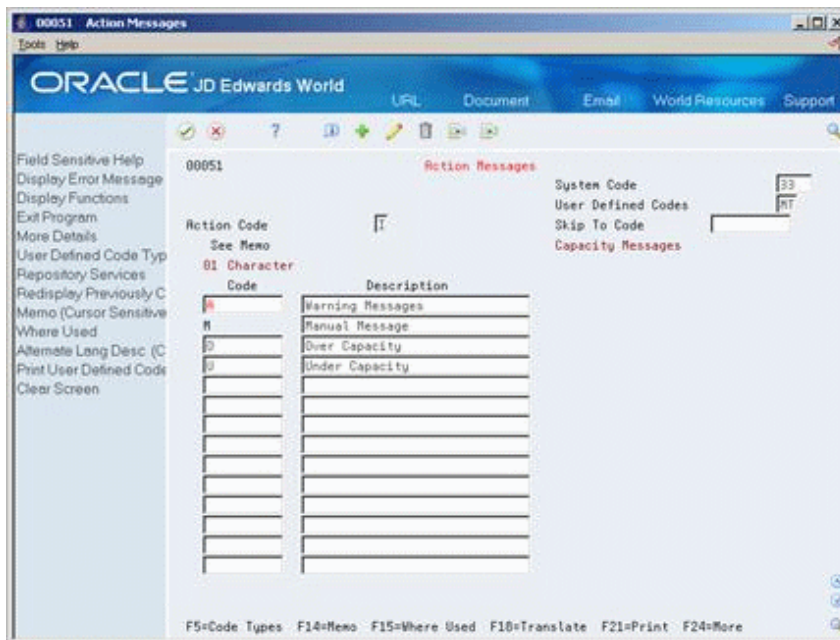 00051 Action Messages
Tools Help
ORACLE JD Edwards World
URL Document Email World Resources Support
Field Sensitive Help
Display Error Message
Display Functions
Exit Program
More Details
User Defined Code Typ
Repository Services
Redisplay Previously C
Memo (Cursor Sensitive
Where Used
Alternate Lang Desc (C
Print User Defined Code
Clear Screen
00051 Action Messages
System Code 33
User Defined Codes MT
Action Code I Skip To Code
See Memo Capacity Messages
01 Character
Code Description
A Warning Messages
M Manual Message
O Over Capacity
U Under Capacity
F5=Code Types F14=Memo F15=Where Used F18=Translate F21=Print F24=More